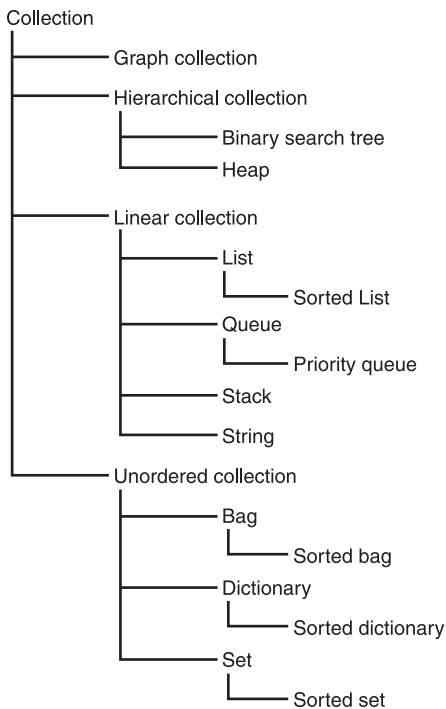 Collection
Graph collection
Hierarchical collection
Binary search tree
Heap
Linear collection
List
Sorted List
Queue
Priority queue
Stack
String
Unordered collection
Bag
Sorted bag
Dictionary
Sorted dictionary
Set
Sorted set